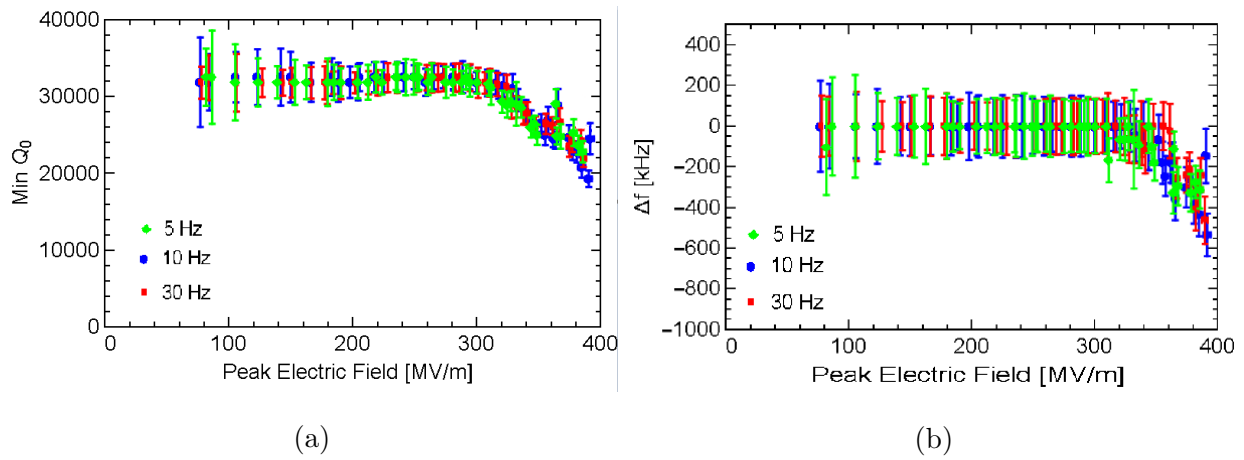 40000
30000
20000
10000
0
Min Q0
5 Hz
10 Hz
30 Hz
0
100
200
300
400
Peak Electric Field [MV/m]
(a)
400
200
0
−200
−400
−600
−800
−1000
Δf [kHz]
5 Hz
10 Hz
30 Hz
0
100
200
300
400
Peak Electric Field [MV/m]
(b)